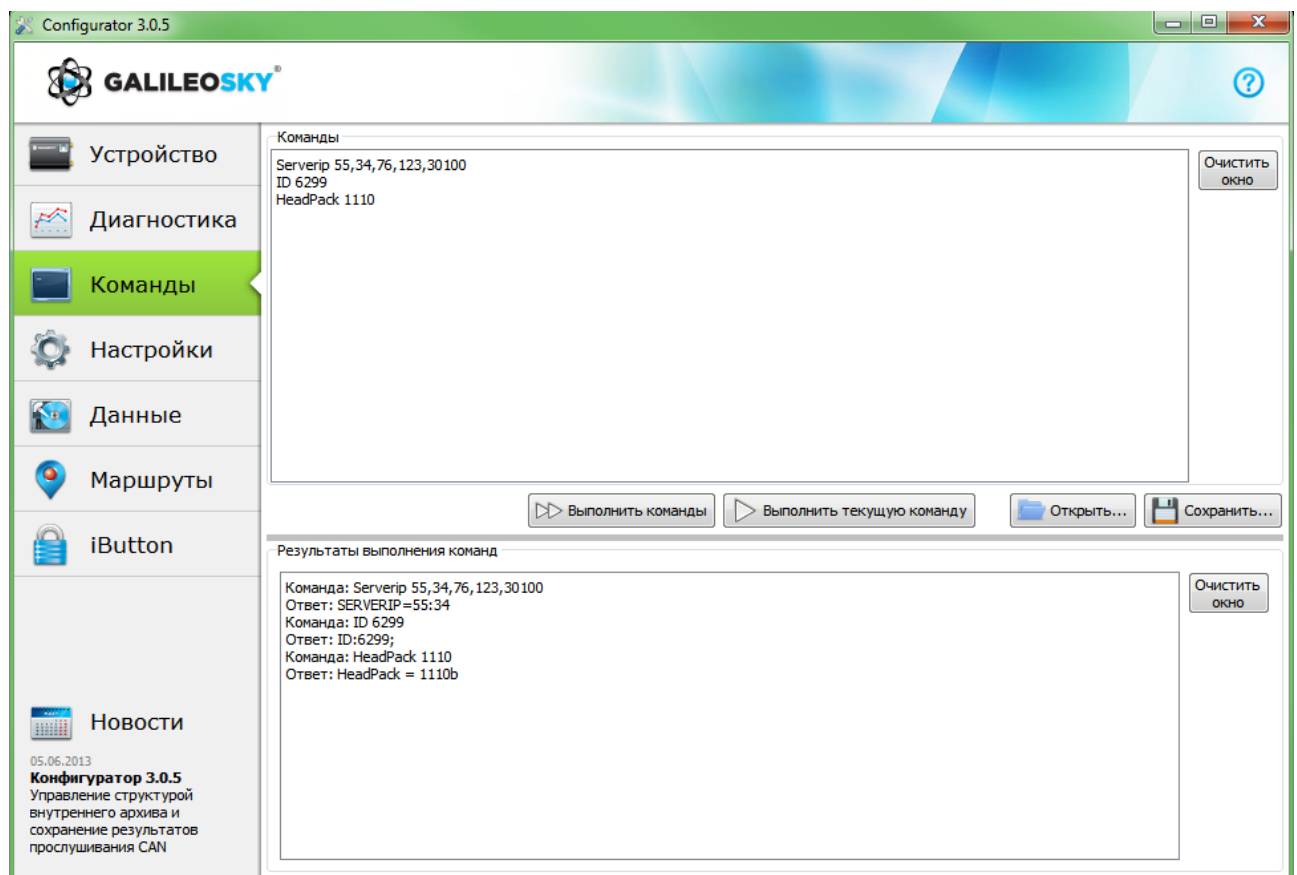 Configurator 3.0.5
GALILEOSKY®
?
Устройство
Диагностика
Команды
Настройки
Данные
Маршруты
iButton
Новости
05.06.2013
Конфигуратор 3.0.5
Управление структурой
внутреннего архива и
сохранение результатов
прослушивания CAN
Команды
Serverip 55,34,76,123,30100
ID 6299
HeadPack 1110
Очистить
окно
Выполнить команды
Выполнить текущую команду
Открыть...
Сохранить...
Результаты выполнения команд
Команда: Serverip 55,34,76,123,30100
Ответ: SERVERIP=55:34
Команда: ID 6299
Ответ: ID:6299;
Команда: HeadPack 1110
Ответ: HeadPack = 1110b
Очистить
окно